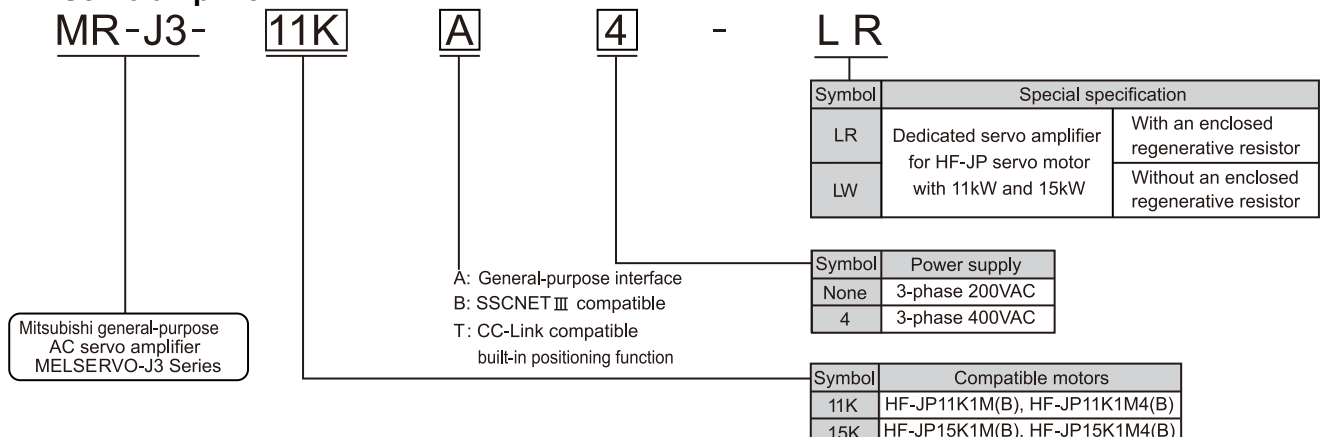 MR-J3- 11K A 4 - LR
Symbol Special specification
LR Dedicated servo amplifier for HF-JP servo motor with 11kW and 15kW With an enclosed regenerative resistor
LW Without an enclosed regenerative resistor
A: General-purpose interface
B: SSCNET Ⅲ compatible
T: CC-Link compatible
built-in positioning function
Symbol Power supply
None 3-phase 200VAC
4 3-phase 400VAC
Mitsubishi general-purpose
AC servo amplifier
MELSERVO-J3 Series
Symbol Compatible motors
11K HF-JP11K1M(B), HF-JP11K1M4(B)
15K HF-JP15K1M(B), HF-JP15K1M4(B)